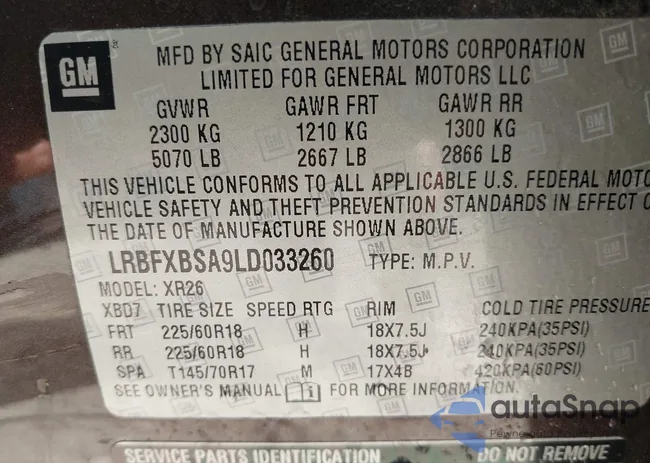 GM
MFD BY SAIC GENERAL MOTORS CORPORATION
LIMITED FOR GENERAL MOTORS LLC
GVWR GAWR FRT GAWR RR
2300 KG 1210 KG 1300 KG
5070 LB 2667 LB 2866 LB
THIS VEHICLE CONFORMS TO ALL APPLICABLE U.S. FEDERAL MOTO
VEHICLE SAFETY AND THEFT PREVENTION STANDARDS IN EFFECT O
THE DATE OF MANUFACTURE SHOWN ABOVE.
LRBFXBSA9LD033260 TYPE: M.P.V.
MODEL: XR26
XBD7 TIRE SIZE SPEED RTG RIM COLD TIRE PRESSURE
FRT 225/60R18 H 18X7.5J 240KPA(35PSI)
RR 225/60R18 H 18X7.5J 240KPA(35PSI)
SPA T145/70R17 M 17X4B 420KPA(60PSI)
SEE OWNER'S MANUAL FOR MORE INFORMATION.
autoSnap
SERVICE PARTS IDENTIFICATION DO NOT REMOVE